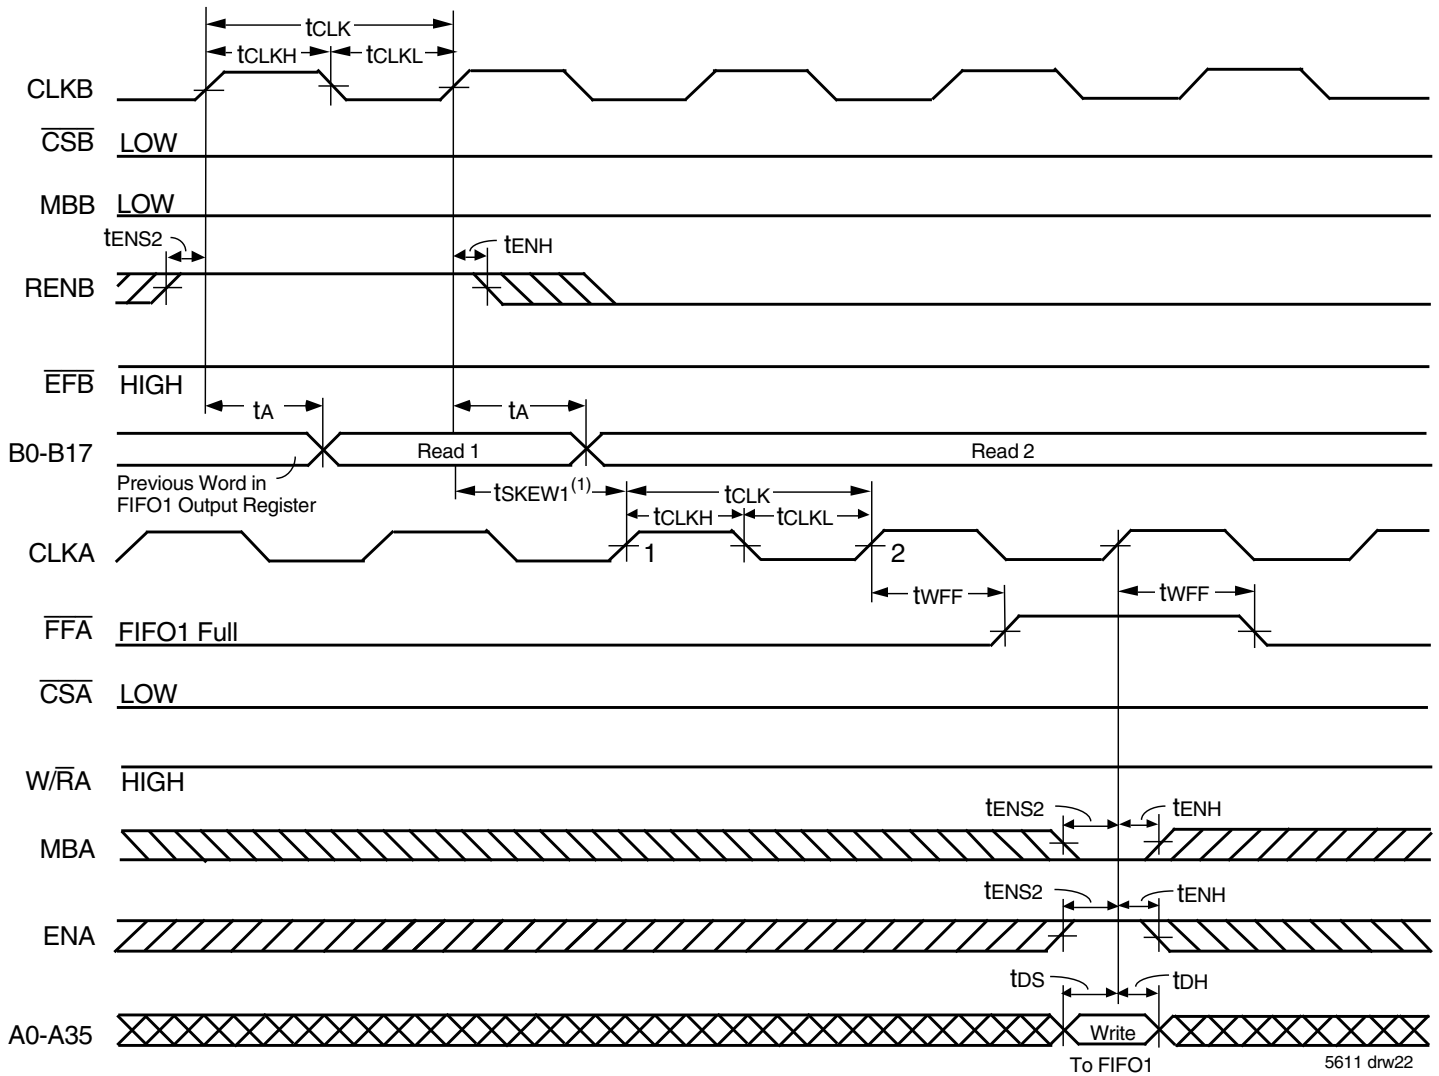 tCLK
tCLKH tCLKL
CLKB
CSB LOW
MBB LOW
tENS2 tENH
RENB
EFB HIGH
tA tA
B0-B17 Read 1 Read 2
Previous Word in
FIFO1 Output Register
tSKEW1(1) tCLK
tCLKH tCLKL
CLKA 1 2
tWFF tWFF
FFA FIFO1 Full
CSA LOW
W/RA HIGH
tENS2 tENH
MBA
tENS2 tENH
ENA
tDS tDH
A0-A35 Write
To FIFO1 5611 drw22